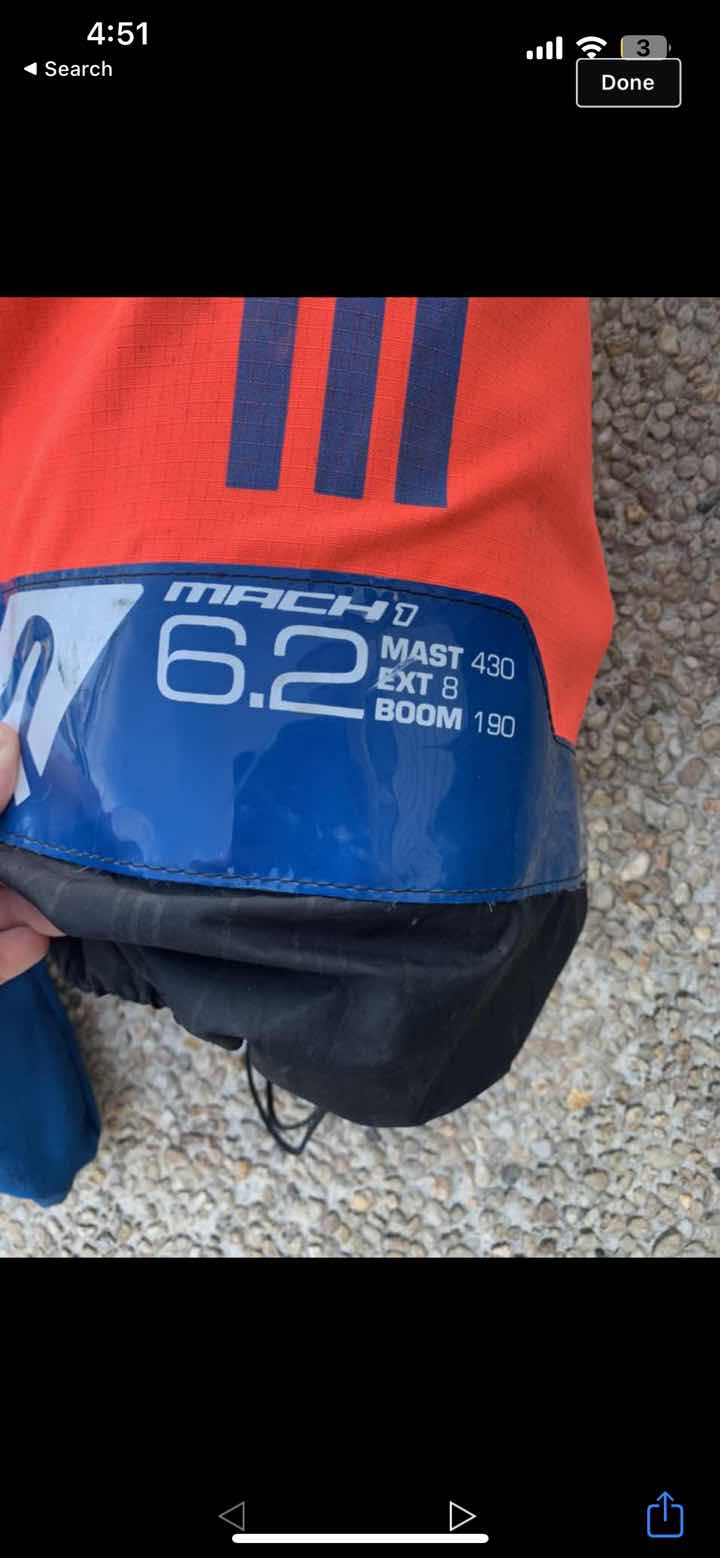 4:51
3
Search
Done
MACH 1
6.2
MAST 430
EXT 8
BOOM 190